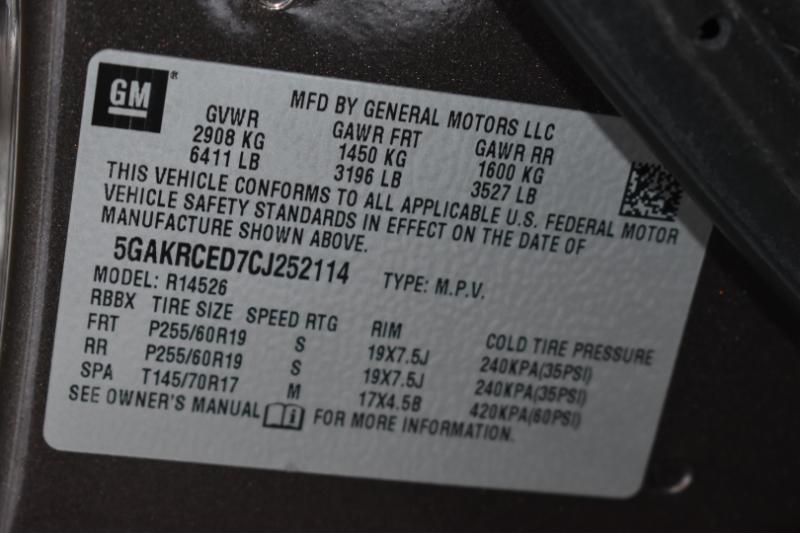 GM ®
MFD BY GENERAL MOTORS LLC
GVWR GAWR FRT GAWR RR
2908 KG 1450 KG 1600 KG
6411 LB 3196 LB 3527 LB
THIS VEHICLE CONFORMS TO ALL APPLICABLE U.S. FEDERAL MOTOR
VEHICLE SAFETY STANDARDS IN EFFECT ON THE DATE OF
MANUFACTURE SHOWN ABOVE.
5GAKRCED7CJ252114 TYPE: M.P.V.
MODEL: R14526
RBBX TIRE SIZE SPEED RTG RIM COLD TIRE PRESSURE
FRT P255/60R19 S 19X7.5J 240KPA(35PSI)
RR P255/60R19 S 19X7.5J 240KPA(35PSI)
SPA T145/70R17 M 17X4.5B 420KPA(60PSI)
SEE OWNER'S MANUAL i FOR MORE INFORMATION.